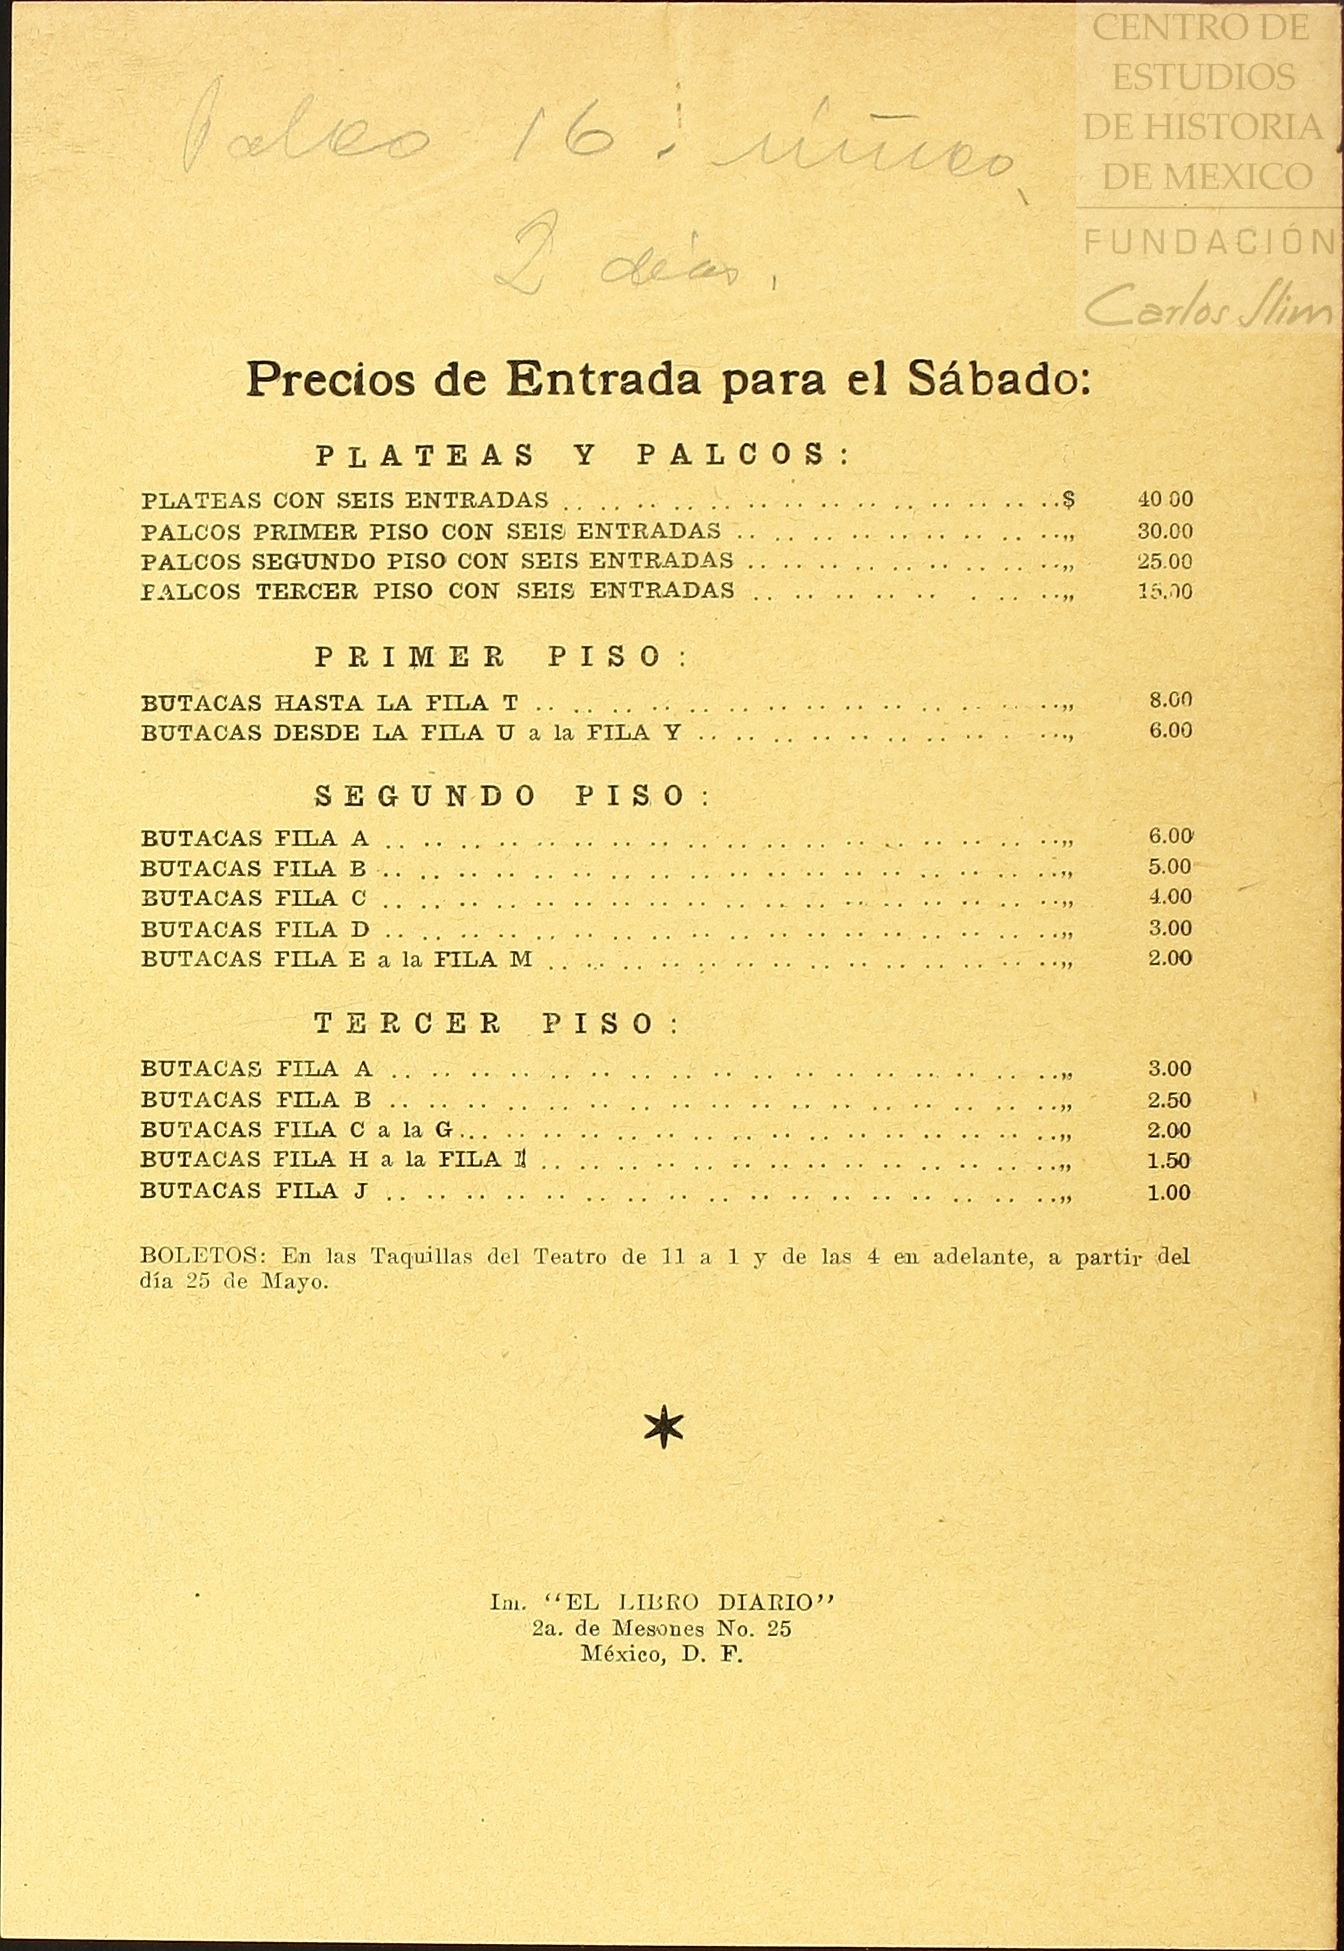 CENTRO DE
ESTUDIOS
DE HISTORIA
DE MEXICO
FUNDACIÓN
Carlos Slim
Palco 16.
2 días.
Precios de Entrada para el Sábado:
PLATEAS Y PALCOS:
PLATEAS CON SEIS ENTRADAS .. .. .. .. .. .. .. .. .. .. .. .. ..$ 40 00
PALCOS PRIMER PISO CON SEIS ENTRADAS .. .. .. .. .. .. .. .. ..„ 30.00
PALCOS SEGUNDO PISO CON SEIS ENTRADAS .. .. .. .. .. .. .. .. ..„ 25.00
PALCOS TERCER PISO CON SEIS ENTRADAS .. .. .. .. .. . .. ..„ 15.00
PRIMER PISO:
BUTACAS HASTA LA FILA T .. .. .. .. .. .. .. .. .. .. .. .. .. ..„ 8.00
BUTACAS DESDE LA FILA U a la FILA Y .. .. .. .. .. .. .. .. ..„ 6.00
SEGUNDO PISO:
BUTACAS FILA A .. .. .. .. .. .. .. .. .. .. .. .. .. .. .. .. .. ..„ 6.00
BUTACAS FILA B .. .. .. .. .. .. .. .. .. .. .. .. .. .. .. .. .. ..„ 5.00
BUTACAS FILA C .. .. .. .. .. .. .. .. .. .. .. .. .. .. .. .. .. ..„ 4.00
BUTACAS FILA D .. .. .. .. .. .. .. .. .. .. .. .. .. .. .. .. .. ..„ 3.00
BUTACAS FILA E a la FILA M .. .. .. .. .. .. .. .. .. .. .. .. .. ..„ 2.00
TERCER PISO:
BUTACAS FILA A .. .. .. .. .. .. .. .. .. .. .. .. .. .. .. .. ..„ 3.00
BUTACAS FILA B .. .. .. .. .. .. .. .. .. .. .. .. .. .. .. .. ..„ 2.50
BUTACAS FILA C a la G... .. .. .. .. .. .. .. .. .. .. .. .. .. ..„ 2.00
BUTACAS FILA H a la FILA I .. .. .. .. .. .. .. .. .. .. .. .. ..„ 1.50
BUTACAS FILA J .. .. .. .. .. .. .. .. .. .. .. .. .. .. .. .. ..„ 1.00
BOLETOS: En las Taquillas del Teatro de 11 a 1 y de las 4 en adelante, a partir del
día 25 de Mayo.
Im. "EL LIBRO DIARIO"
2a. de Mesones No. 25
México, D. F.